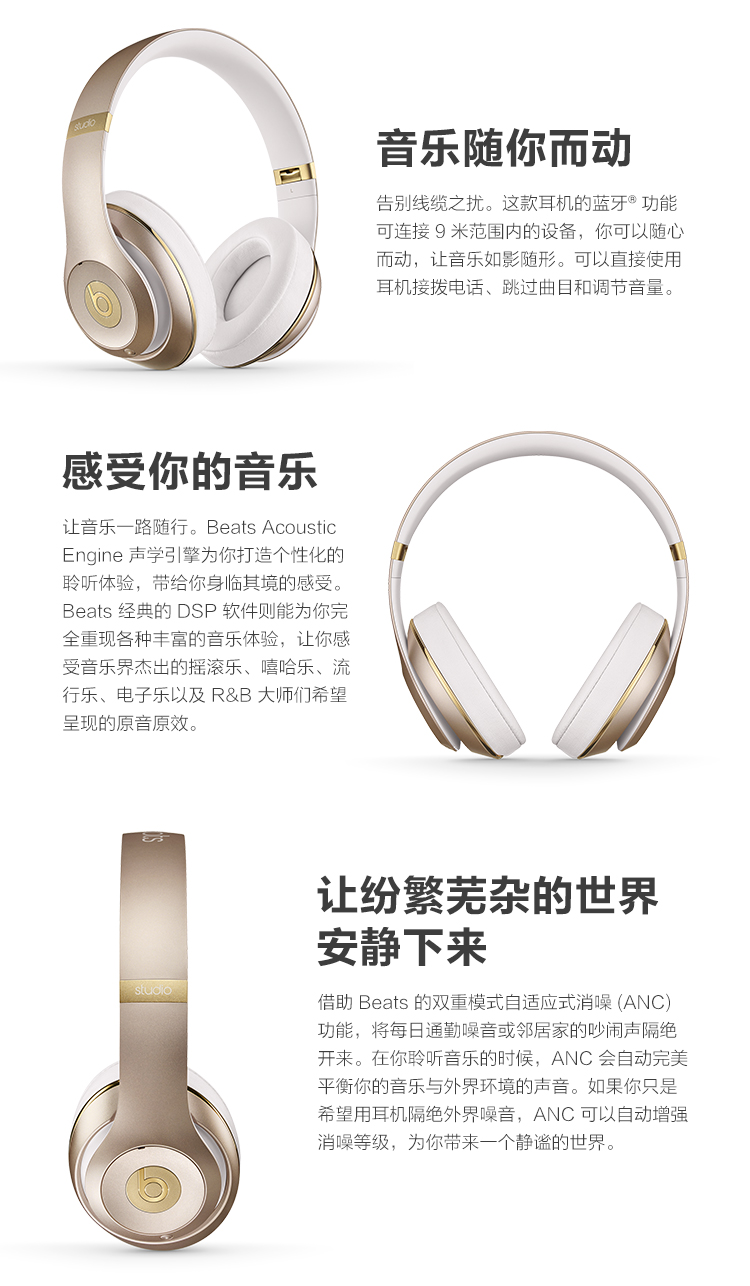 studio
音乐随你而动
告别线缆之扰。这款耳机的蓝牙® 功能
可连接 9 米范围内的设备，你可以随心
而动，让音乐如影随形。可以直接使用
耳机接拨电话、跳过曲目和调节音量。
b
感受你的音乐
让音乐一路随行。Beats Acoustic
Engine 声学引擎为你打造个性化的
聆听体验，带给你身临其境的感受。
Beats 经典的 DSP 软件则能为你完
全重现各种丰富的音乐体验，让你感
受音乐界杰出的摇滚乐、嘻哈乐、流
行乐、电子乐以及 R&B 大师们希望
呈现的原音原效。
让纷繁芜杂的世界
安静下来
studio
借助 Beats 的双重模式自适应式消噪 (ANC)
功能，将每日通勤噪音或邻居家的吵闹声隔绝
开来。在你聆听音乐的时候，ANC 会自动完美
平衡你的音乐与外界环境的声音。如果你只是
希望用耳机隔绝外界噪音，ANC 可以自动增强
消噪等级，为你带来一个静谧的世界。
b